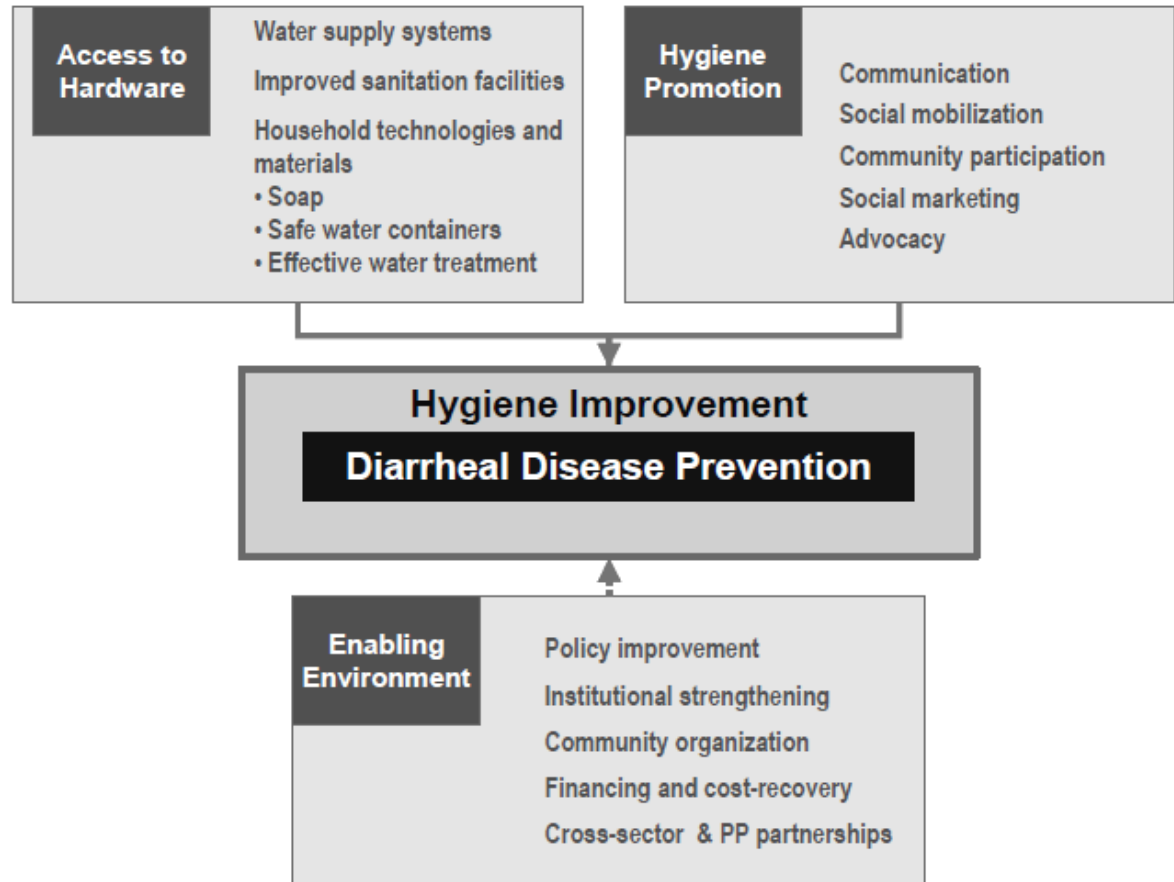 Access to
Hardware
Water supply systems
Improved sanitation facilities
Household technologies and
materials
• Soap
• Safe water containers
• Effective water treatment
Hygiene
Promotion
Communication
Social mobilization
Community participation
Social marketing
Advocacy
Hygiene Improvement
Diarrheal Disease Prevention
Enabling
Environment
Policy improvement
Institutional strengthening
Community organization
Financing and cost-recovery
Cross-sector & PP partnerships